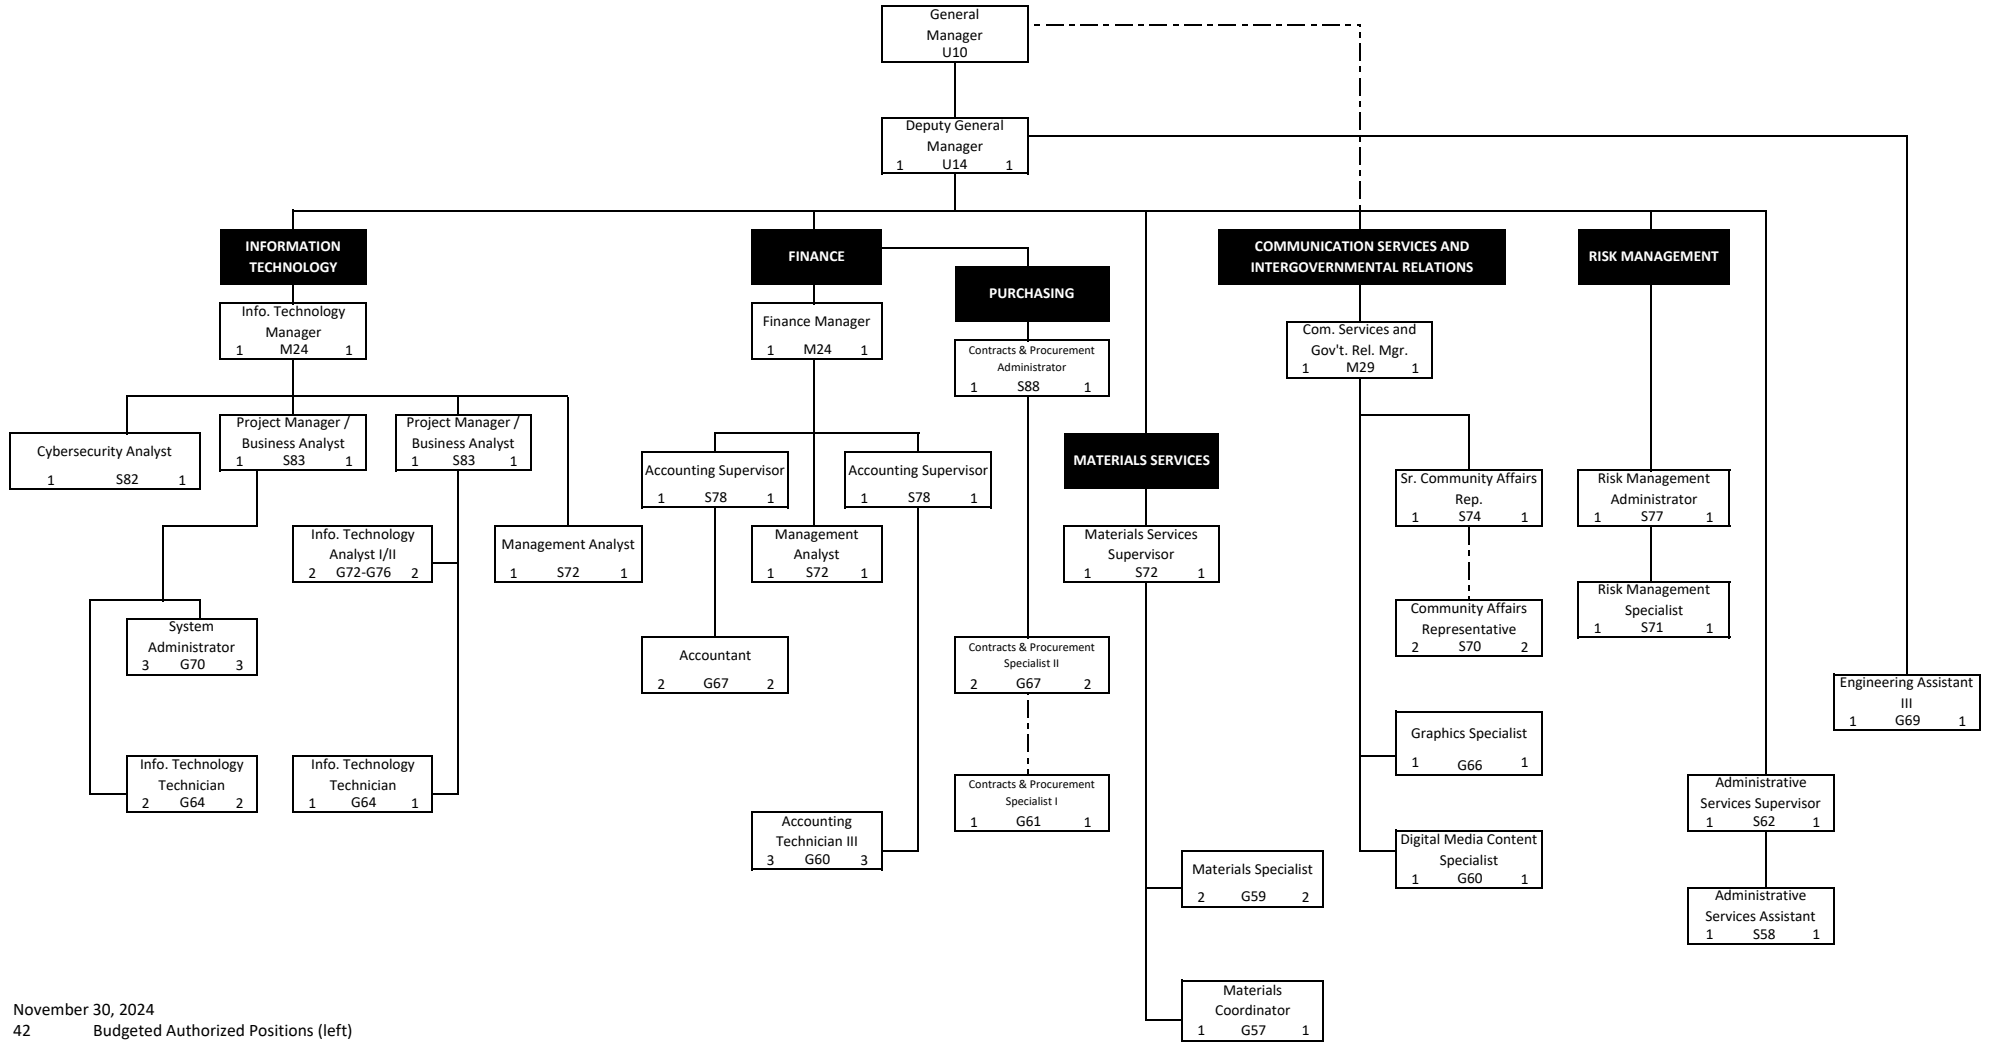 General
Manager
U10
Deputy General
Manager
1 U14 1
INFORMATION
TECHNOLOGY
Info. Technology
Manager
1 M24 1
Cybersecurity Analyst
1 S82 1
Project Manager /
Business Analyst
1 S83 1
Project Manager /
Business Analyst
1 S83 1
Info. Technology
Analyst I/II
2 G72-G76 2
Management Analyst
1 S72 1
System
Administrator
3 G70 3
Info. Technology
Technician
2 G64 2
Info. Technology
Technician
1 G64 1
FINANCE
Finance Manager
1 M24 1
Accounting Supervisor
1 S78 1
Accounting Supervisor
1 S78 1
Management
Analyst
1 S72 1
Accountant
2 G67 2
Accounting
Technician III
3 G60 3
PURCHASING
Contracts & Procurement
Administrator
1 S88 1
Contracts & Procurement
Specialist II
2 G67 2
Contracts & Procurement
Specialist I
1 G61 1
MATERIALS SERVICES
Materials Services
Supervisor
1 S72 1
Materials Specialist
2 G59 2
Materials
Coordinator
1 G57 1
COMMUNICATION SERVICES AND
INTERGOVERNMENTAL RELATIONS
Com. Services and
Gov't. Rel. Mgr.
1 M29 1
Sr. Community Affairs
Rep.
1 S74 1
Community Affairs
Representative
2 S70 2
Graphics Specialist
1 G66 1
Digital Media Content
Specialist
1 G60 1
RISK MANAGEMENT
Risk Management
Administrator
1 S77 1
Risk Management
Specialist
1 S71 1
Engineering Assistant
III
1 G69 1
Administrative
Services Supervisor
1 S62 1
Administrative
Services Assistant
1 S58 1
November 30, 2024
42 Budgeted Authorized Positions (left)